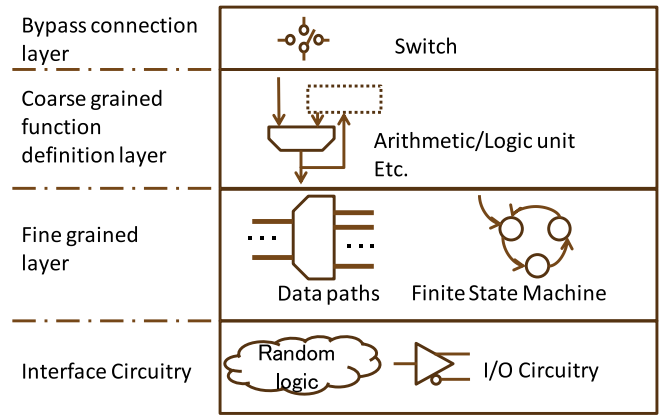 Bypass connection
layer
Switch
Coarse grained
function
definition layer
Arithmetic/Logic unit
Etc.
Fine grained
layer
Data paths
Finite State Machine
Interface Circuitry
Random
logic
I/O Circuitry